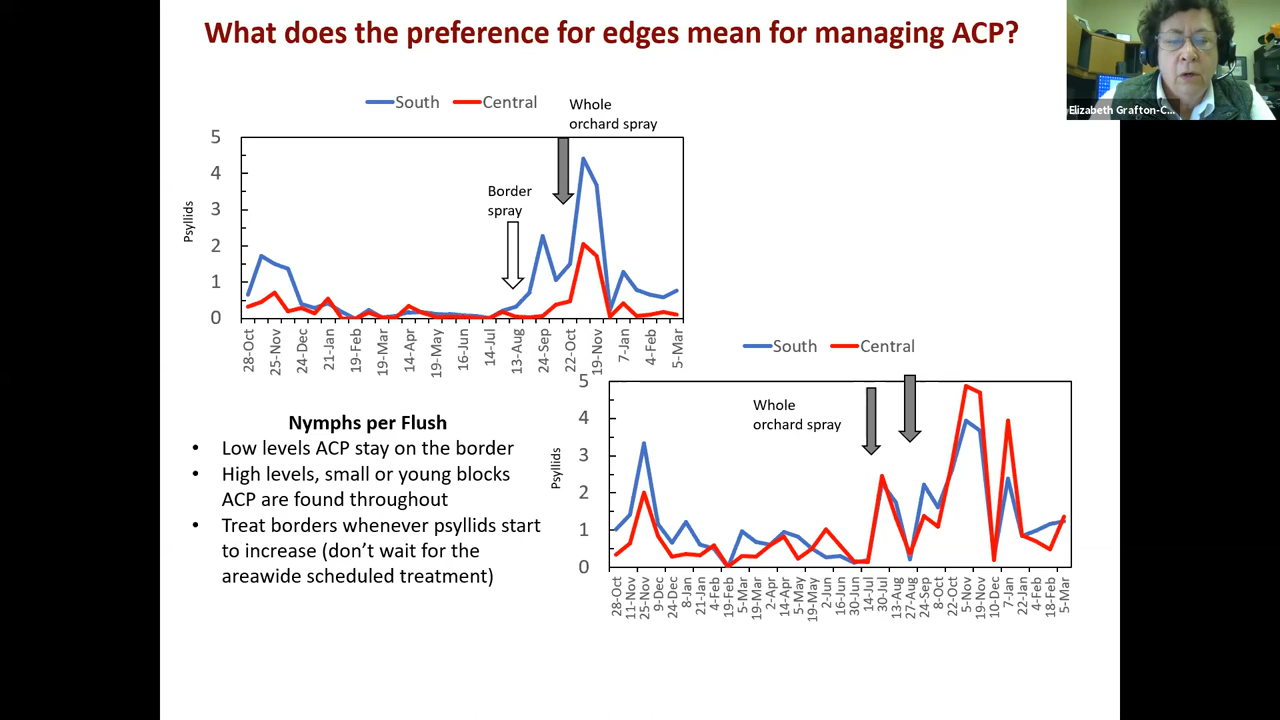 What does the preference for edges mean for managing ACP?
Elizabeth Grafton-C...
South Central
Whole
orchard spray
Border
spray
Psyllids
5
4
3
2
1
0
28-Oct
25-Nov
24-Dec
21-Jan
19-Feb
19-Mar
14-Apr
19-May
16-Jun
14-Jul
13-Aug
24-Sep
22-Oct
19-Nov
7-Jan
4-Feb
5-Mar
South Central
Whole
orchard spray
Psyllids
5
4
3
2
1
0
28-Oct
11-Nov
25-Nov
9-Dec
24-Dec
8-Jan
21-Jan
4-Feb
19-Feb
5-Mar
19-Mar
2-Apr
14-Apr
5-May
19-May
2-Jun
16-Jun
30-Jun
14-Jul
30-Jul
13-Aug
27-Aug
24-Sep
8-Oct
22-Oct
5-Nov
19-Nov
10-Dec
7-Jan
22-Jan
4-Feb
18-Feb
5-Mar
Nymphs per Flush
• Low levels ACP stay on the border
• High levels, small or young blocks
ACP are found throughout
• Treat borders whenever psyllids start
to increase (don’t wait for the
areawide scheduled treatment)